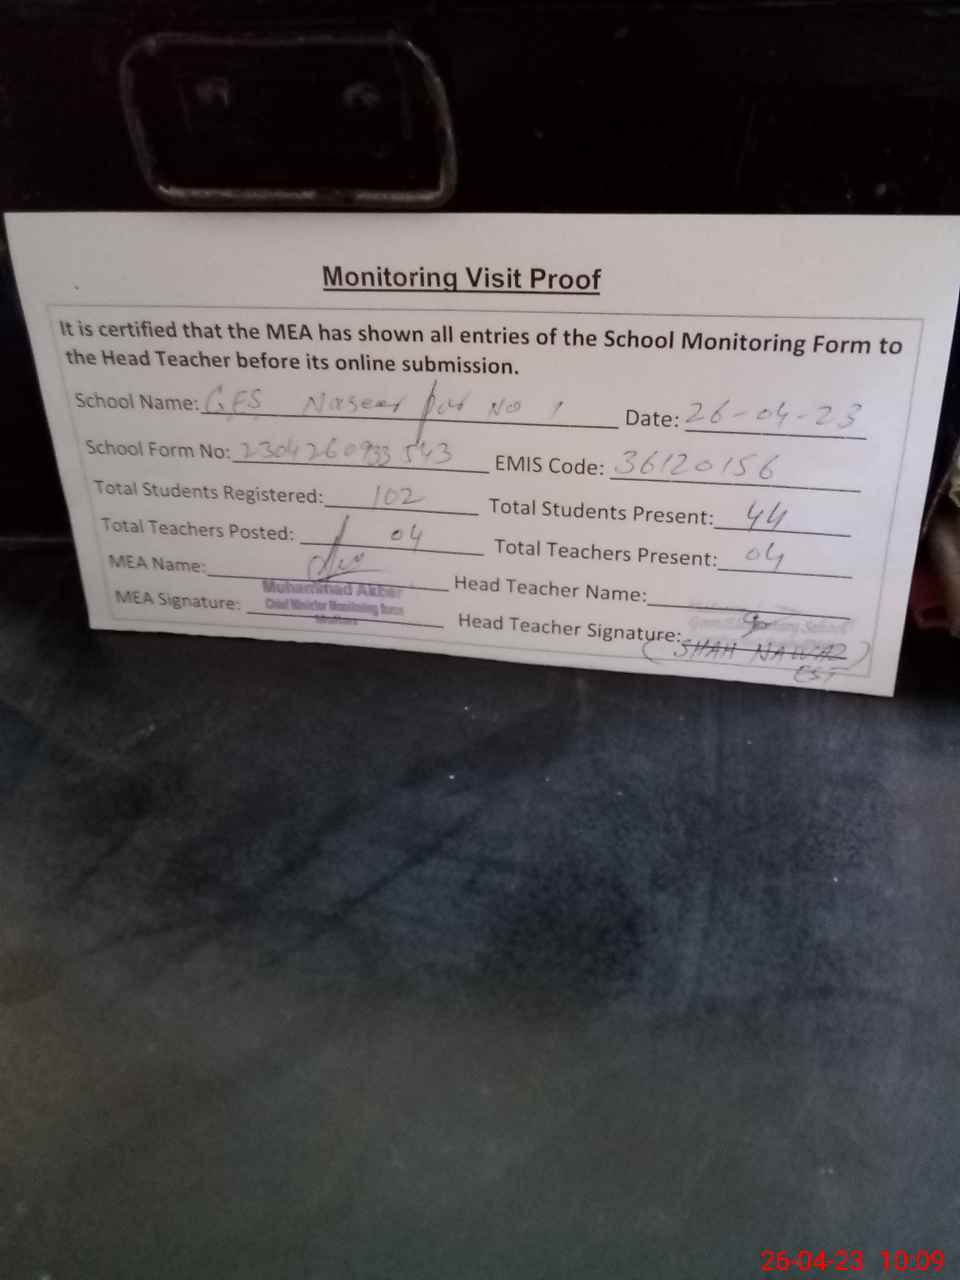 Monitoring Visit Proof
It is certified that the MEA has shown all entries of the School Monitoring Form to
the Head Teacher before its online submission.
School Name: GES Naseer pur No 1 Date: 26-04-23
School Form No: 2304260933543 EMIS Code: 36120156
Total Students Registered: 102 Total Students Present: 44
Total Teachers Posted: 04 Total Teachers Present: 04
MEA Name: Head Teacher Name:
Muhammad Akbar
Chief Minister Monitoring force
MEA Signature: Head Teacher Signature:
(SHAH NAWAZ)
EST
26-04-23 10:09